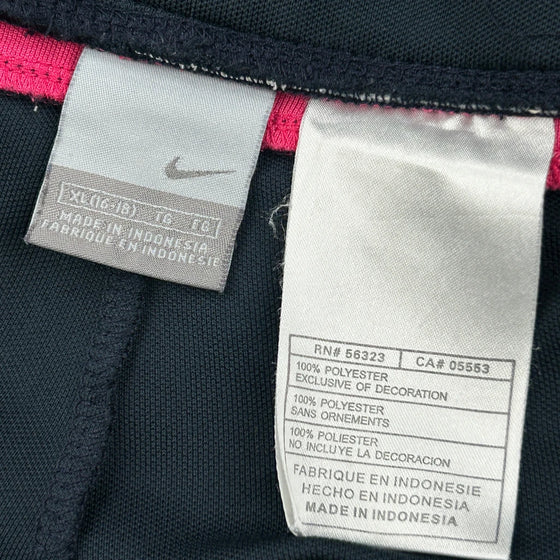 XL(16-18) TG EG
MADE IN INDONESIA
FABRIQUE EN INDONESIA
RN# 56323 CA# 05553
100% POLYESTER
EXCLUSIVE OF DECORATION
100% POLYESTER
SANS ORNEMENTS
100% POLIESTER
NO INCLUYE LA DECORACION
FABRIQUE EN INDONESIE
HECHO EN INDONESIA
MADE IN INDONESIA